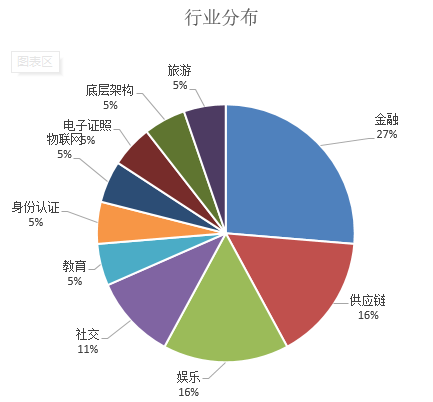 行业分布
图表区
旅游
5%
底层架构
5%
电子证照
5%
物联网
5%
身份认证
5%
教育
5%
社交
11%
娱乐
16%
供应链
16%
金融
27%